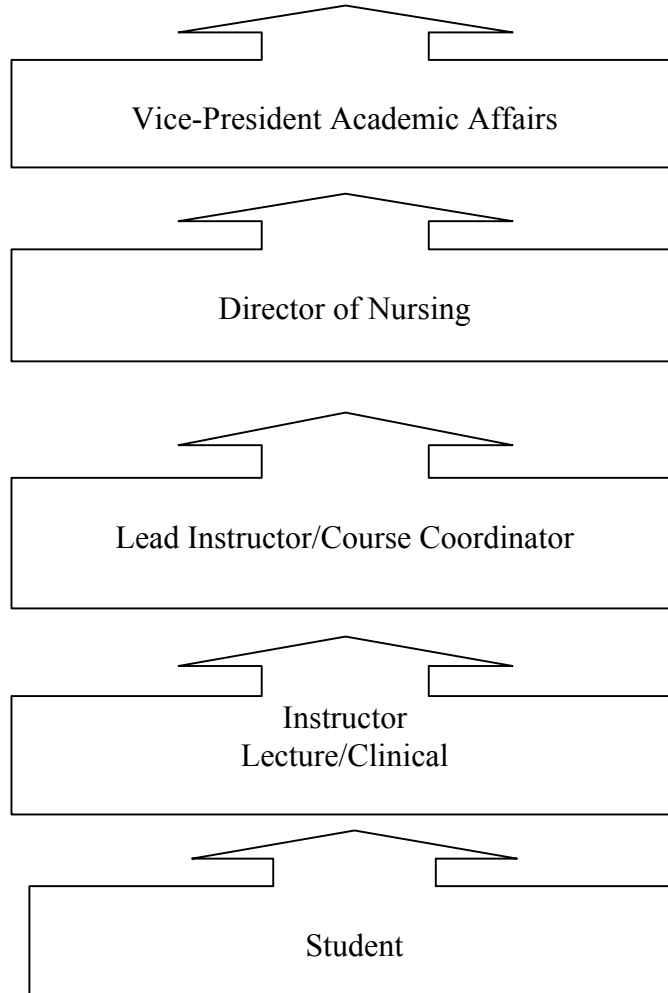 Vice-President Academic Affairs
Director of Nursing
Lead Instructor/Course Coordinator
Instructor
Lecture/Clinical
Student